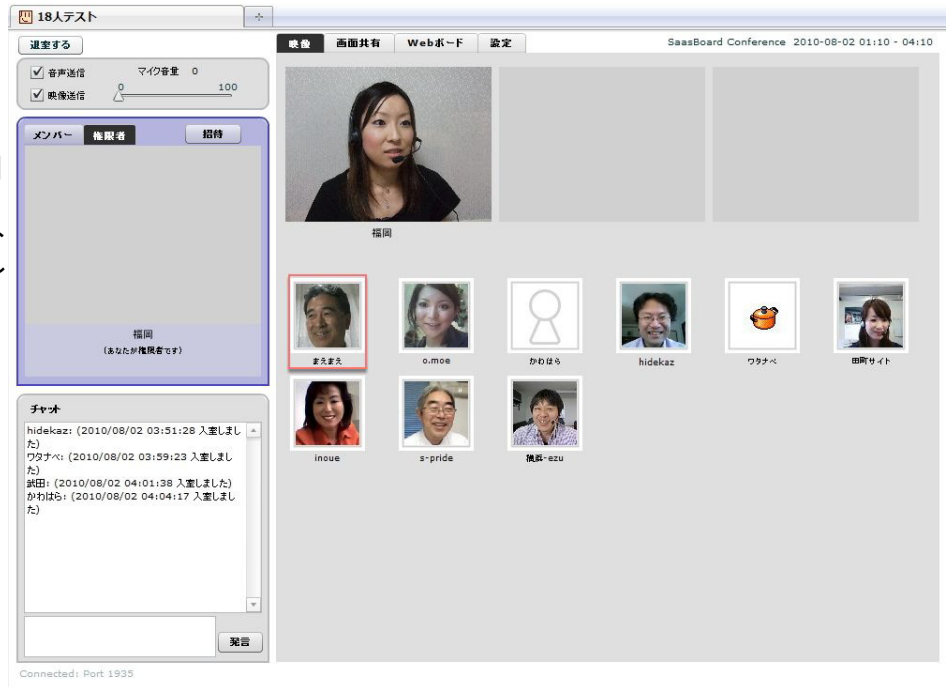 18人テスト
退室する
音声送信
マイク音量 0
映像送信
0 100
メンバー 権限者 招待
福岡
(あなたが権限者です)
チャット
hidekaz: (2010/08/02 03:51:28 入室しまし
た)
ワタナベ: (2010/08/02 03:59:23 入室しまし
た)
武田: (2010/08/02 04:01:38 入室しました)
かわはら: (2010/08/02 04:04:17 入室しまし
た)
発言
Connected: Port 1935
映像 画面共有 Webボード 設定
SaasBoard Conference 2010-08-02 01:10 - 04:10
福岡
まえまえ o.moe かわはら hidekaz ワタナベ 田町サイト
inoue s-pride 横浜-ezu